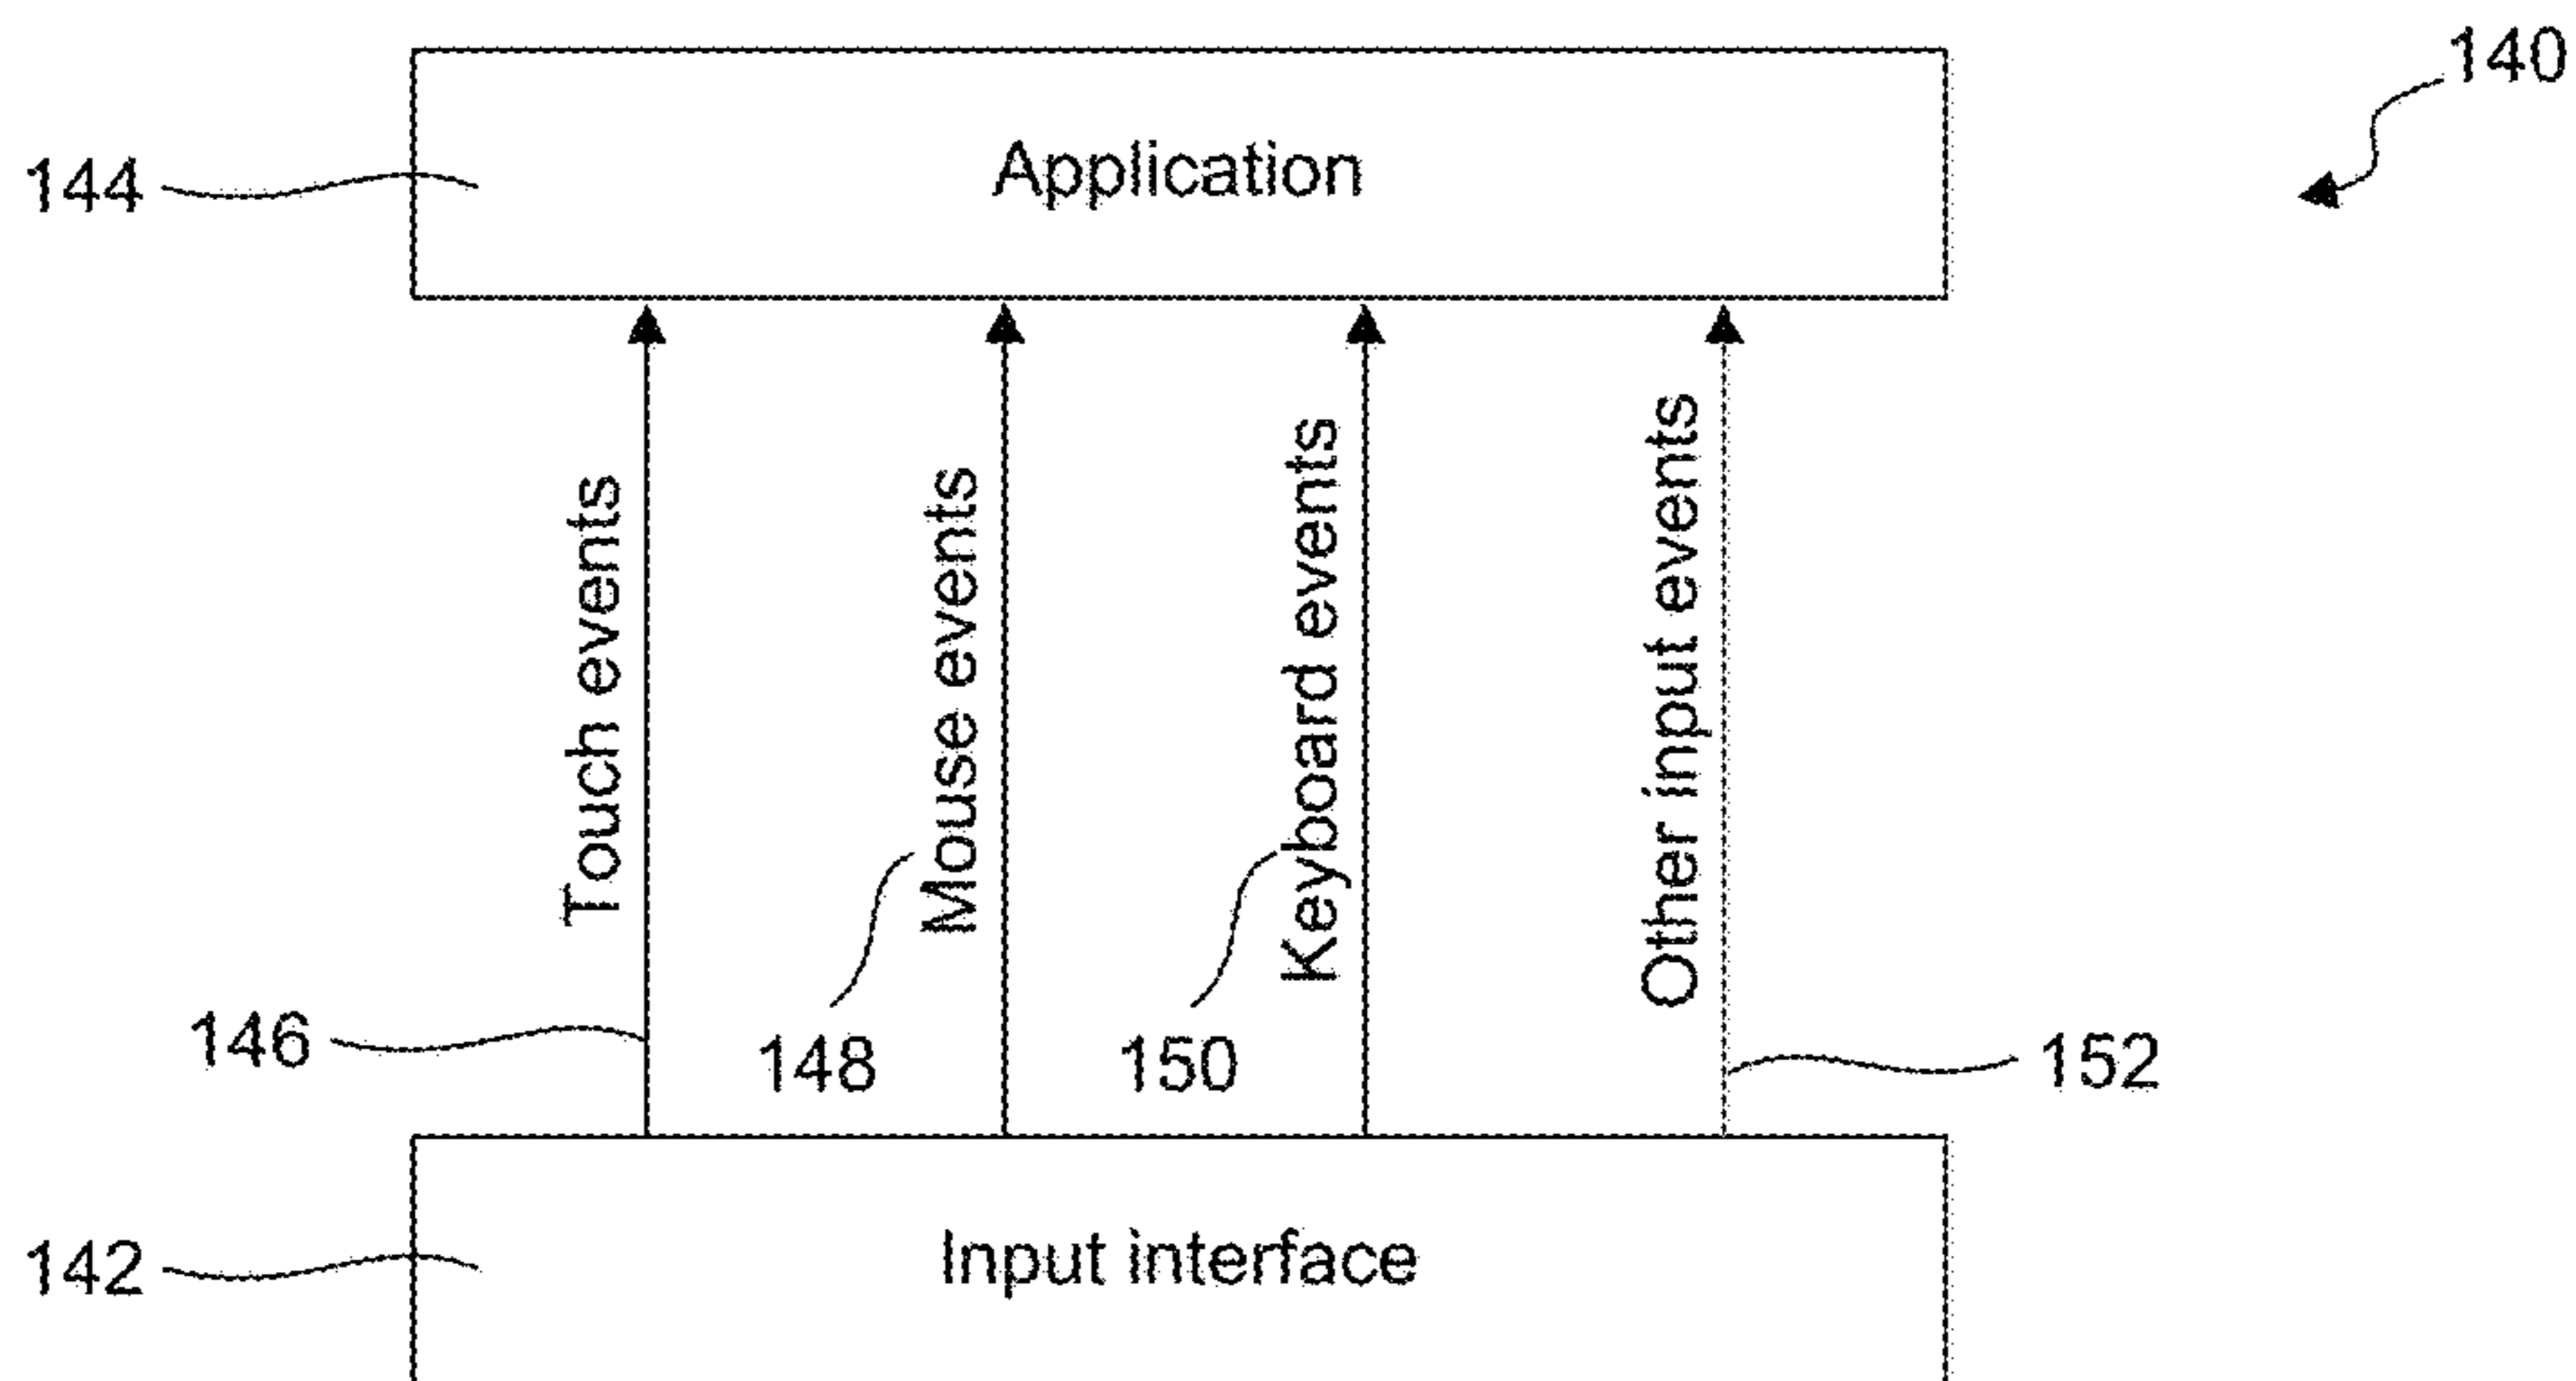 140
Application
144
Touch events
Mouse events
Keyboard events
Other input events
146
148
150
152
Input interface
142